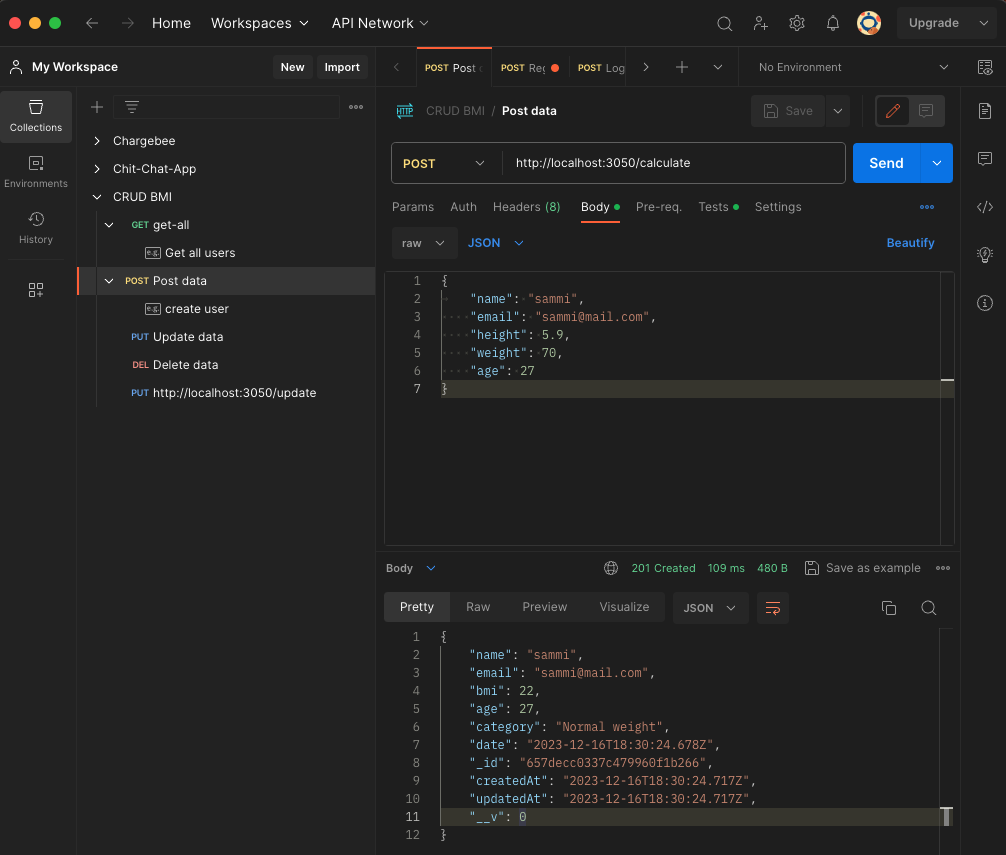 Home Workspaces API Network Upgrade
My Workspace New Import POST Post POST Reg POST Log No Environment
Collections
Environments
History
Chargebee
Chit-Chat-App
CRUD BMI
GET get-all
e.g. Get all users
POST Post data
e.g. create user
PUT Update data
DEL Delete data
PUT http://localhost:3050/update
HTTP CRUD BMI / Post data Save
POST http://localhost:3050/calculate Send
Params Auth Headers (8) Body Pre-req. Tests Settings
raw JSON Beautify
1 {
2 "name": "sammi",
3 "email": "sammi@mail.com",
4 "height": 5.9,
5 "weight": 70,
6 "age": 27
7 }
Body 201 Created 109 ms 480 B Save as example
Pretty Raw Preview Visualize JSON
1 {
2 "name": "sammi",
3 "email": "sammi@mail.com",
4 "bmi": 22,
5 "age": 27,
6 "category": "Normal weight",
7 "date": "2023-12-16T18:30:24.678Z",
8 "_id": "657decc0337c479960f1b266",
9 "createdAt": "2023-12-16T18:30:24.717Z",
10 "updatedAt": "2023-12-16T18:30:24.717Z",
11 "__v": 0
12 }